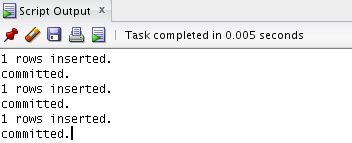 Script Output x
Task completed in 0.005 seconds
1 rows inserted.
committed.
1 rows inserted.
committed.
1 rows inserted.
committed.